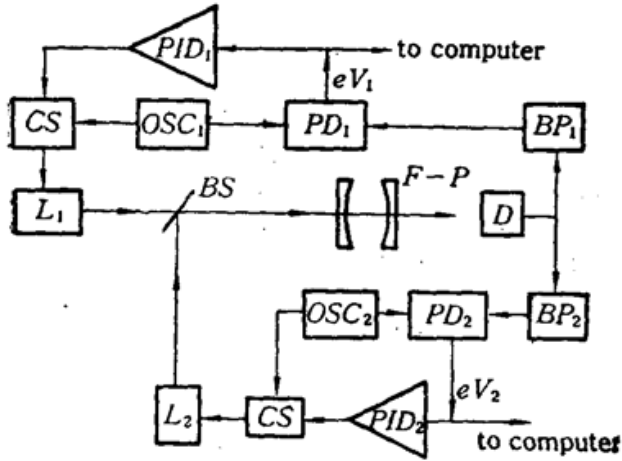 PID₁
to computer
eV₁
CS
OSC₁
PD₁
BP₁
L₁
BS
F-P
D
OSC₂
PD₂
BP₂
eV₂
L₂
CS
PID₂
to computer